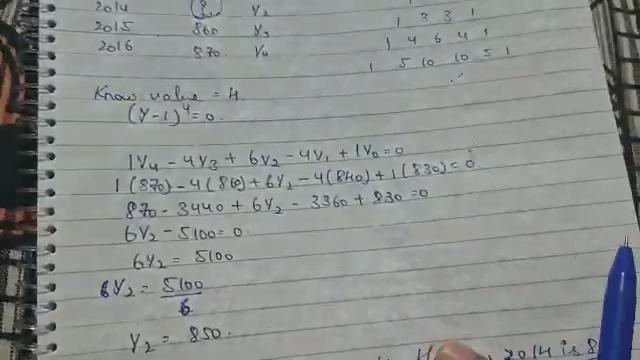 2014 ? Y2
2015 860 Y3
2016 870 Y4
1 3 3 1
1 4 6 4 1
1 5 10 10 5 1
Know value = 4.
(Y-1)⁴=0.
1Y4 - 4Y3 + 6Y2 - 4Y1 + 1Y0 = 0
1(870) - 4(860) + 6Y2 - 4(840) + 1(830) = 0
870 - 3440 + 6Y2 - 3360 + 830 = 0
6Y2 - 5100 = 0
6Y2 = 5100
6Y2 = 5100
6
Y2 = 850.
2014 is 8